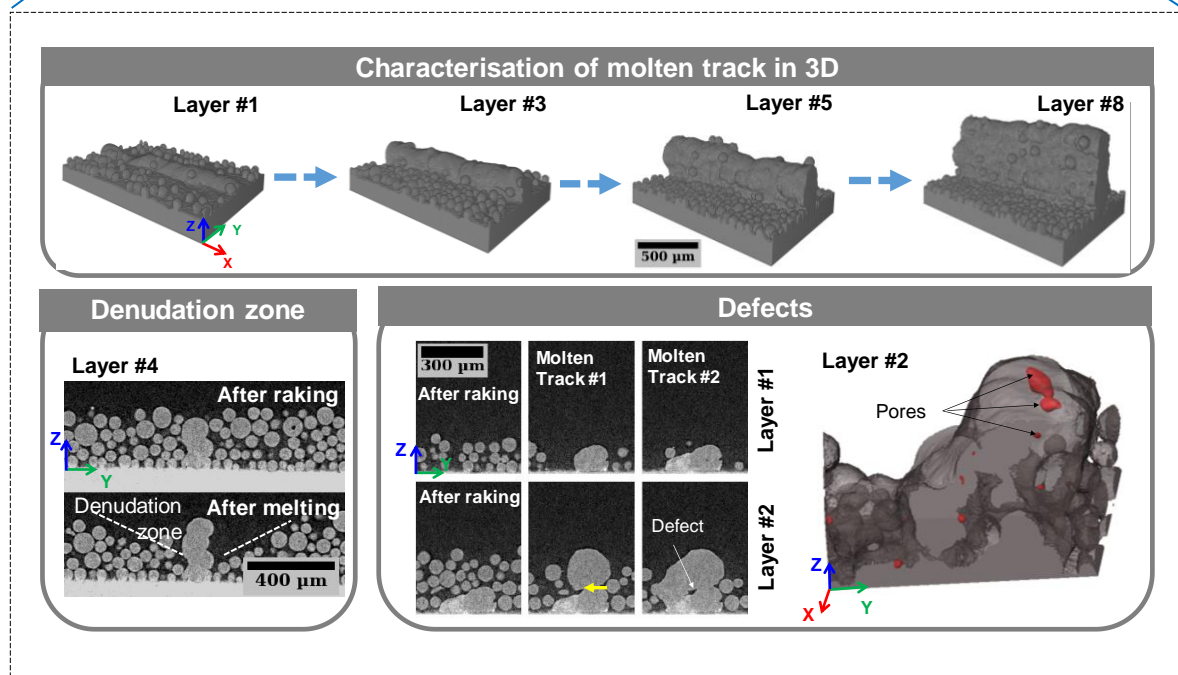 Characterisation of molten track in 3D
Layer #1
Layer #3
Layer #5
Layer #8
Z
Y
X
500 µm
Denudation zone
Layer #4
After raking
Z
Y
Denudation
zone
After melting
400 µm
Defects
300 µm
After raking
Molten
Track #1
Molten
Track #2
Layer #1
Z
Y
After raking
Defect
Layer #2
Layer #2
Pores
Z
Y
X